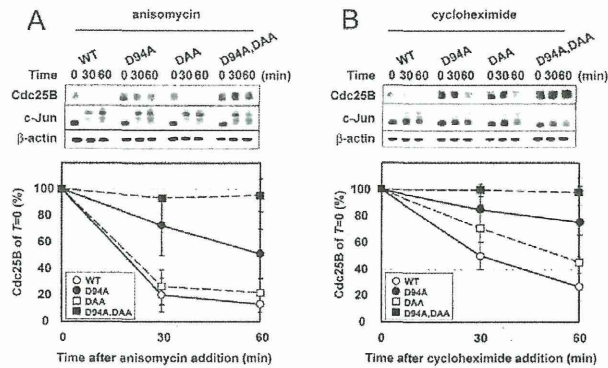 A
anisomycin
WT D94A DAA D94A,DAA
Time 0 30 60 0 30 60 0 30 60 0 30 60 (min)
Cdc25B
c-Jun
β-actin
Cdc25B of T=0 (%)
100
80
60
40
20
0
WT
D94A
DAA
D94A,DAA
0 30 60
Time after anisomycin addition (min)
B
cycloheximide
WT D94A DAA D94A,DAA
Time 0 30 60 0 30 60 0 30 60 0 30 60 (min)
Cdc25B
c-Jun
β-actin
Cdc25B of T=0 (%)
100
80
60
40
20
0
WT
D94A
DAA
D94A,DAA
0 30 60
Time after cycloheximide addition (min)